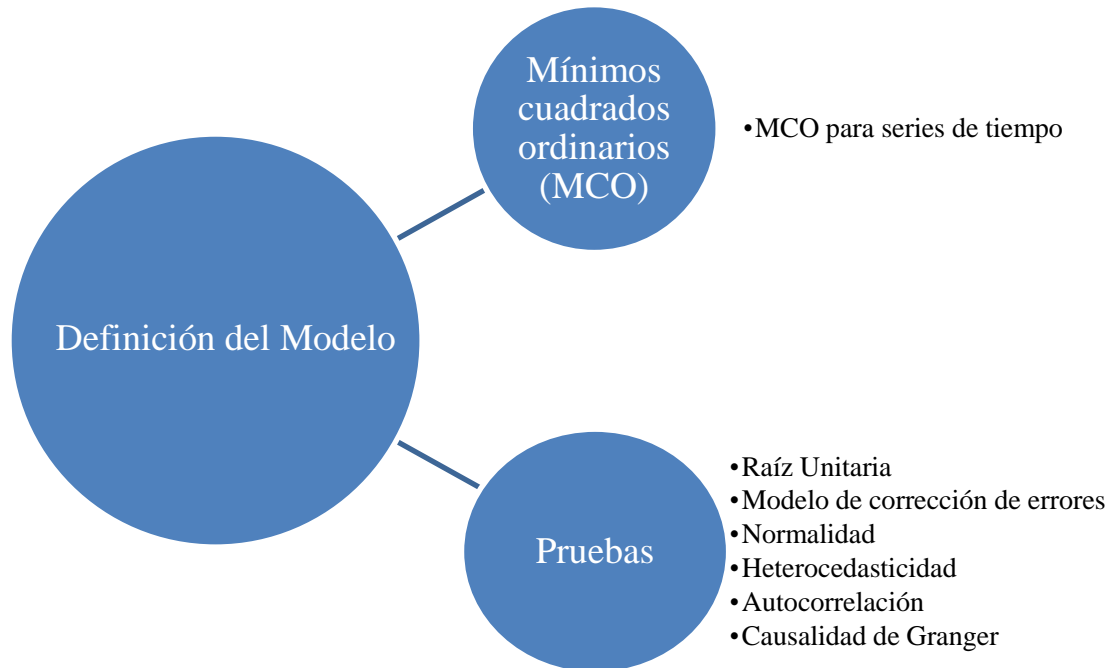 Definición del Modelo
Mínimos
cuadrados
ordinarios
(MCO)
•MCO para series de tiempo
Pruebas
•Raíz Unitaria
•Modelo de corrección de errores
•Normalidad
•Heterocedasticidad
•Autocorrelación
•Causalidad de Granger